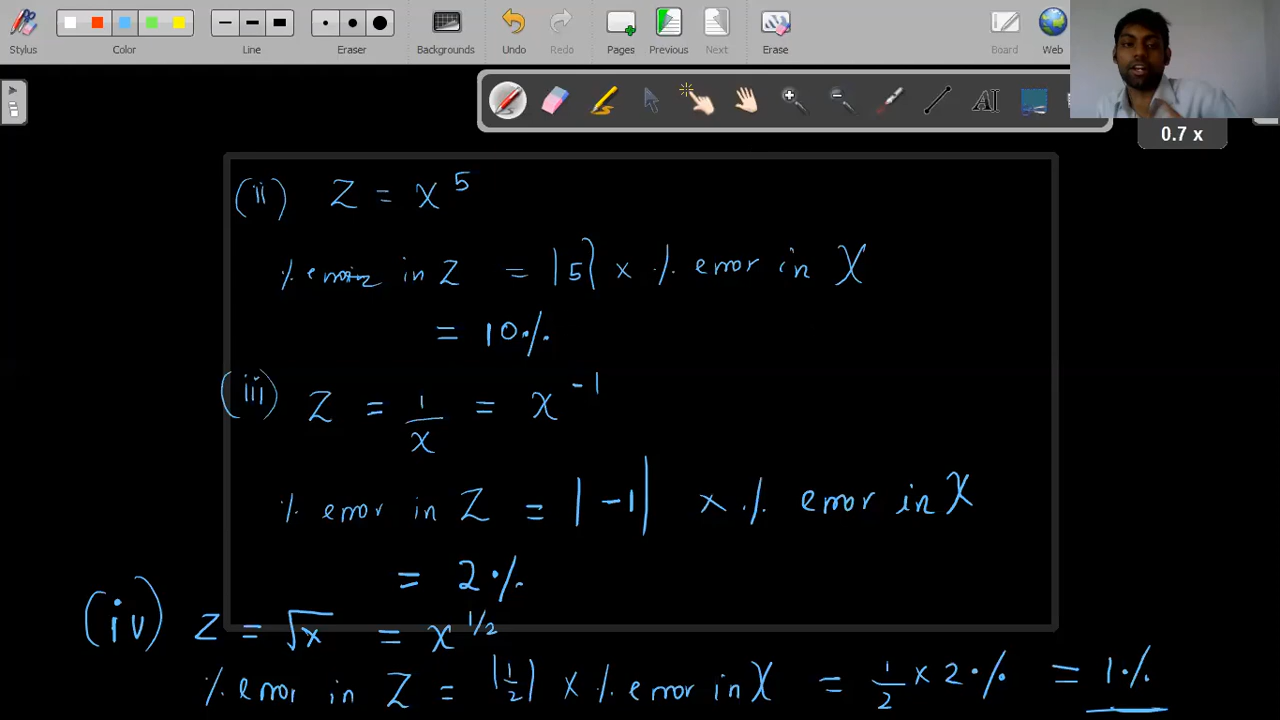 Stylus
Color
Line
Eraser
Backgrounds
Undo
Redo
Pages
Previous
Next
Erase
Board
Web
0.7 x
(ii) Z = x^5
% error in Z = |5| x % error in X
= 10%
(iii) Z = 1/x = x^-1
% error in Z = |-1| x % error in X
= 2%
(iv) Z = √x = x^1/2
% error in Z = |1/2| x % error in X = 1/2 x 2% = 1%